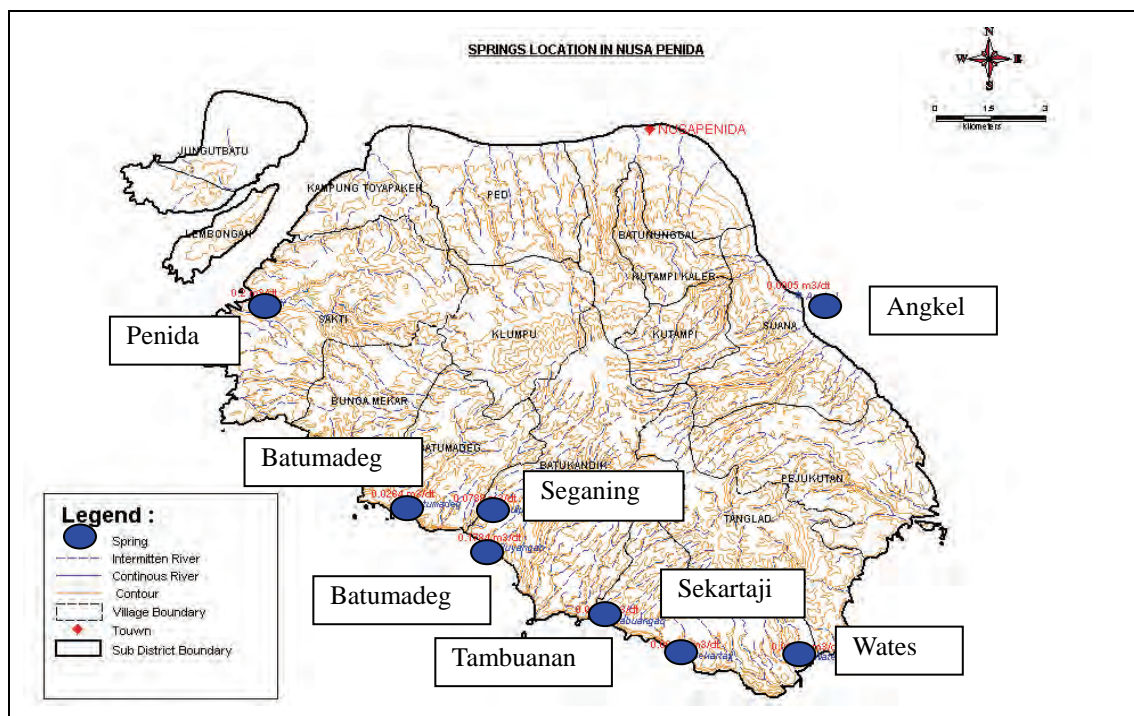 SPRINGS LOCATION IN NUSA PENIDA
N
W E
S
0 1.5 3
kilometers
NUSAPENIDA
JUNGUTBATU
KAMPUNG TOYAPAKEH
PED
LEMBONGAN
BATUNUNGGAL
KUTAMPI KALER
0.0005 m3/dt
Angkel
Penida
SAKTI
KLUMPU
KUTAMPI
SUANA
BUNGA MEKAR
BATUMADEG
BATUKANDIK
Batumadeg
Seganing
PEJUKUTAN
TANGLAD
0.0264 m3/dt
Batumadeg
Sekartaji
Tambuanan
Wates
Legend :
Spring
Intermitten River
Continous River
Contour
Village Boundary
Touwn
Sub District Boundary